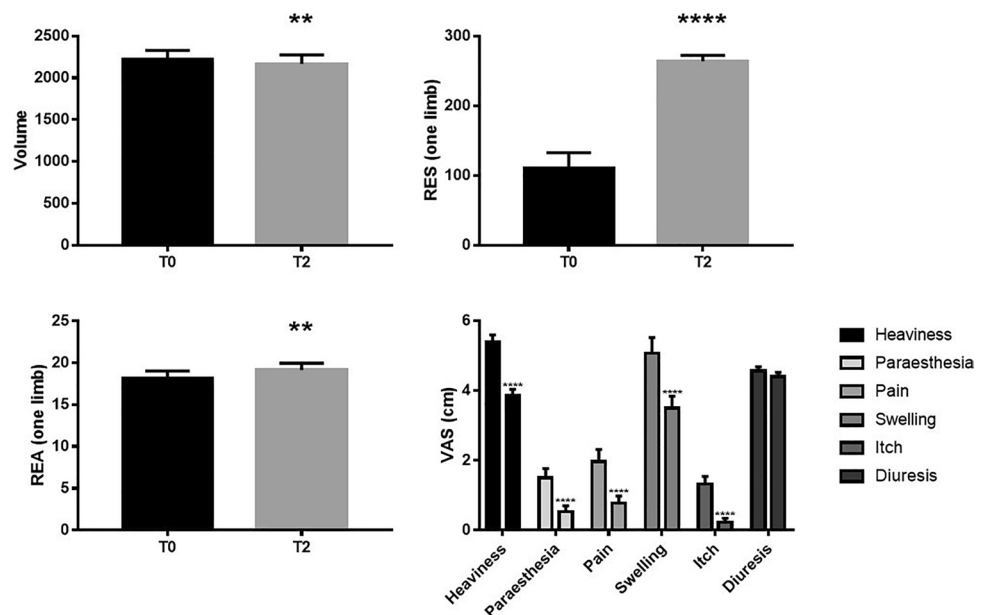 **
2500
2000
1500
1000
500
0
Volume
T0
T2
****
300
200
100
0
RES (one limb)
T0
T2
**
25
20
15
10
5
0
REA (one limb)
T0
T2
6
4
2
0
VAS (cm)
****
****
****
****
****
Heaviness
Paraesthesia
Pain
Swelling
Itch
Diuresis
Heaviness
Paraesthesia
Pain
Swelling
Itch
Diuresis